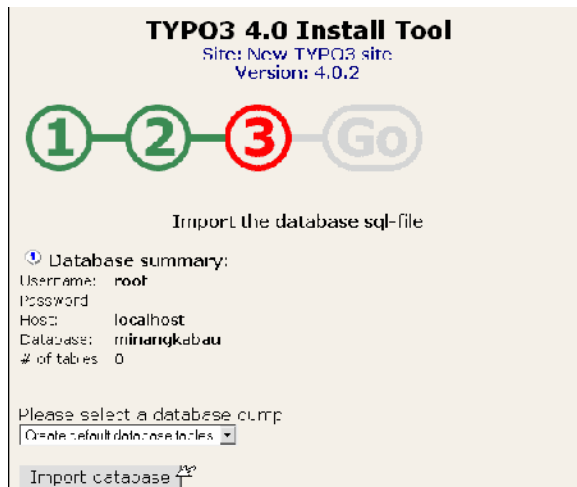 TYPO3 4.0 Install Tool
Site: New TYPO3 site
Version: 4.0.2
1 2 3 Go
Import the database sql-file
Database summary:
Username: root
Password
Host: localhost
Database: minangkabau
# of tables 0
Please select a database dump
Create default database tables
Import database